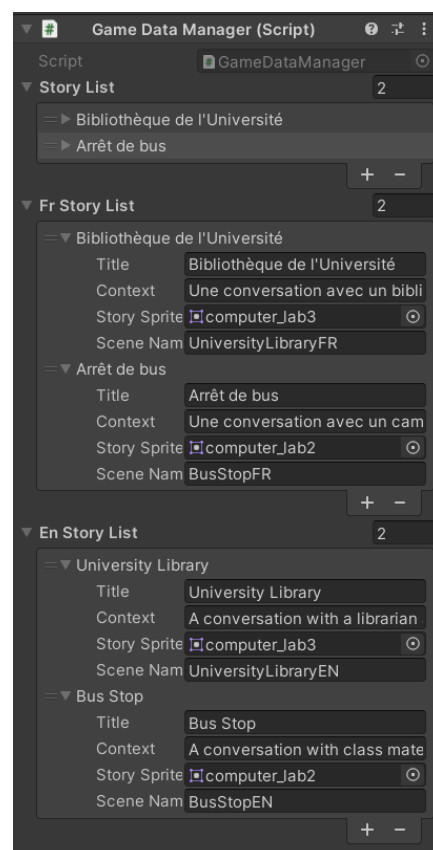 # Game Data Manager (Script)
Script GameDataManager
Story List 2
Bibliothèque de l'Université
Arrêt de bus
+ −
Fr Story List 2
Bibliothèque de l'Université
Title Bibliothèque de l'Université
Context Une conversation avec un bibli
Story Sprite computer_lab3
Scene Nam UniversityLibraryFR
Arrêt de bus
Title Arrêt de bus
Context Une conversation avec un cam
Story Sprite computer_lab2
Scene Nam BusStopFR
+ −
En Story List 2
University Library
Title University Library
Context A conversation with a librarian
Story Sprite computer_lab3
Scene Nam UniversityLibraryEN
Bus Stop
Title Bus Stop
Context A conversation with class mate
Story Sprite computer_lab2
Scene Nam BusStopEN
+ −